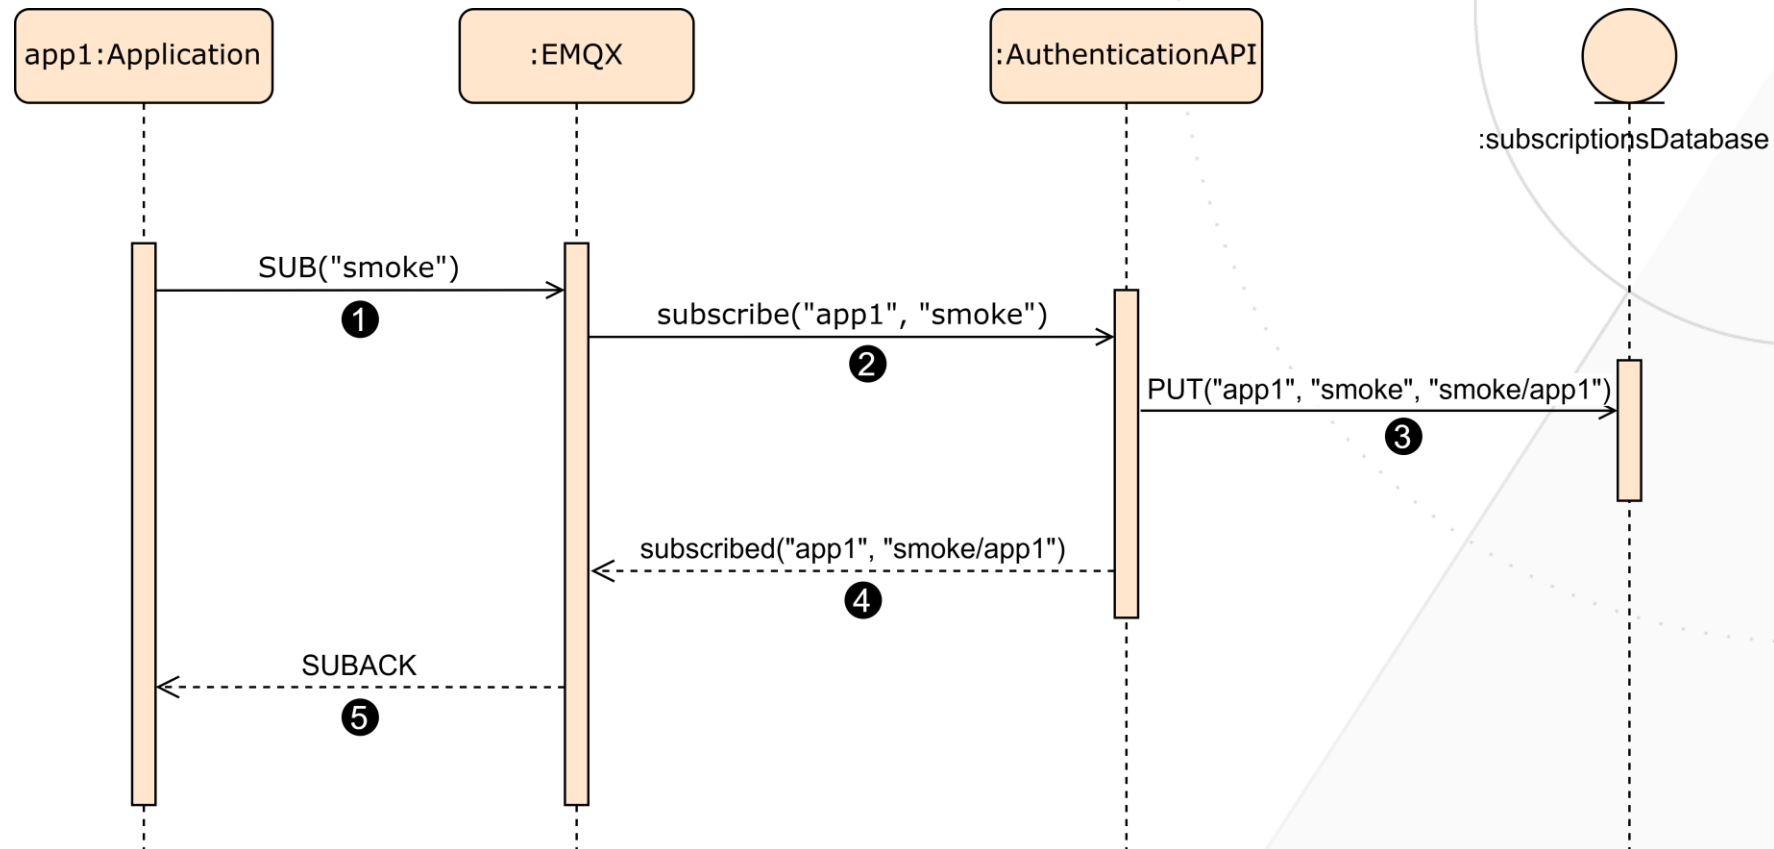 app1:Application
:EMQX
:AuthenticationAPI
:subscriptionsDatabase
SUB("smoke")
1
subscribe("app1", "smoke")
2
PUT("app1", "smoke", "smoke/app1")
3
subscribed("app1", "smoke/app1")
4
SUBACK
5